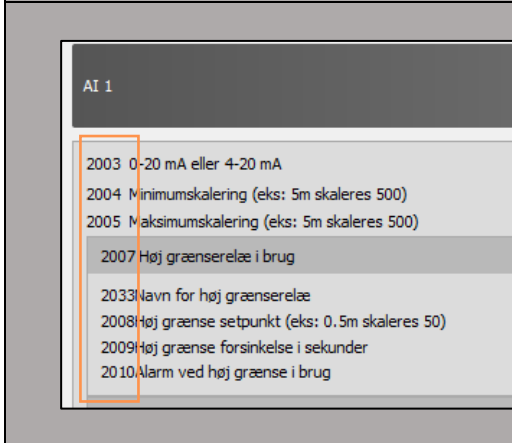 AI 1
2003 0-20 mA eller 4-20 mA
2004 Minimumskalering (eks: 5m skaleres 500)
2005 Maksimumskalering (eks: 5m skaleres 500)
2007 Høj grænserelæ i brug
2033Navn for høj grænserelæ
2008Høj grænse setpunkt (eks: 0.5m skaleres 50)
2009Høj grænse forsinkelse i sekunder
2010Alarm ved høj grænse i brug